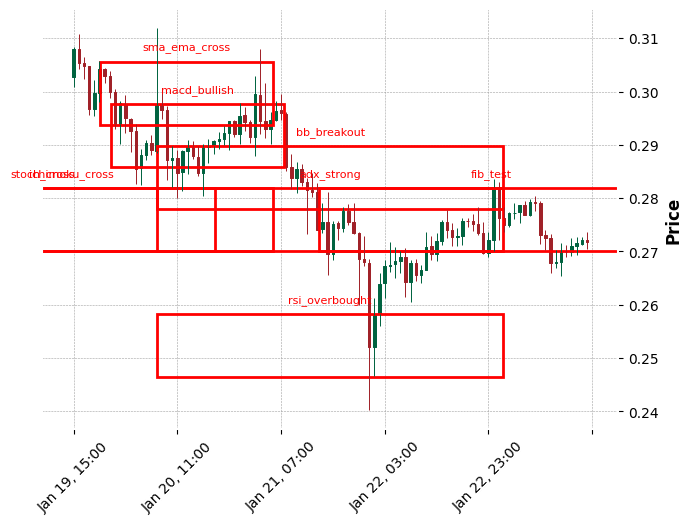 sma_ema_cross
macd_bullish
bb_breakout
adx_strong
fib_test
rsi_overbought
0.31
0.30
0.29
0.28
0.27
0.26
0.25
0.24
Price
Jan 19, 15:00
Jan 20, 11:00
Jan 21, 07:00
Jan 22, 03:00
Jan 22, 23:00